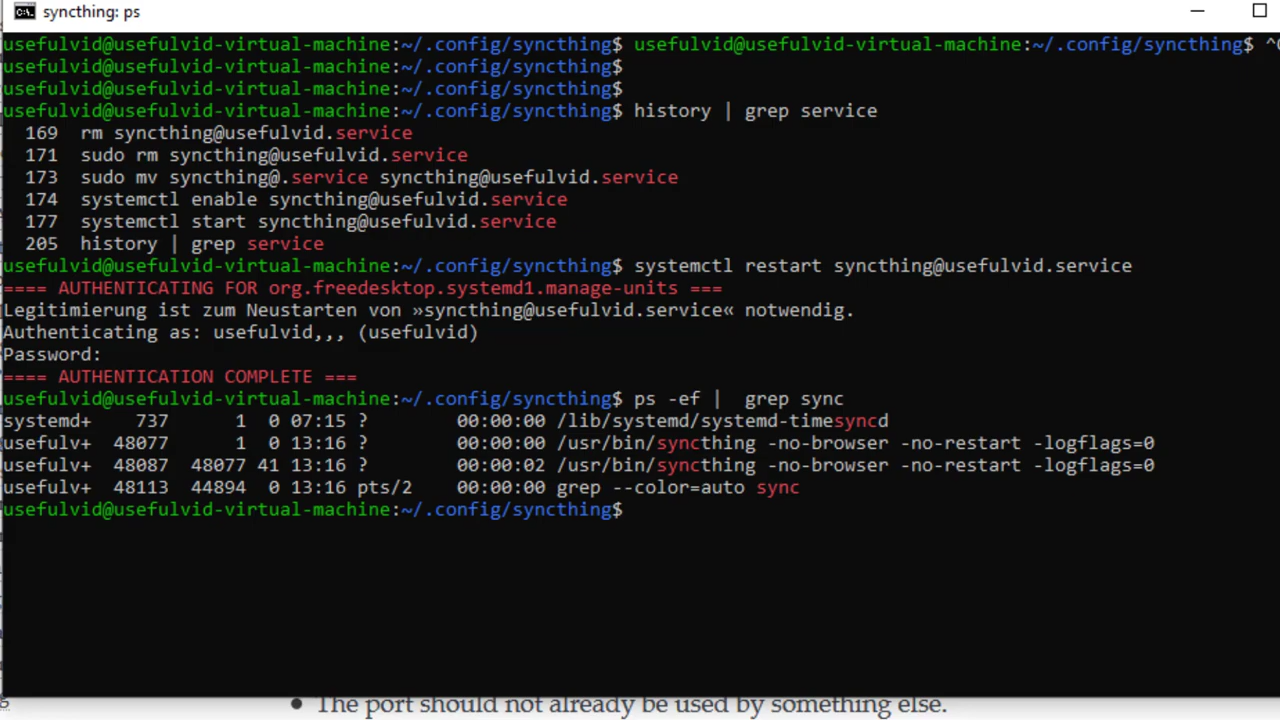 syncthing: ps
usefulvid@usefulvid-virtual-machine:~/.config/syncthing$ usefulvid@usefulvid-virtual-machine:~/.config/syncthing$
usefulvid@usefulvid-virtual-machine:~/.config/syncthing$
usefulvid@usefulvid-virtual-machine:~/.config/syncthing$
usefulvid@usefulvid-virtual-machine:~/.config/syncthing$ history | grep service
169 rm syncthing@usefulvid.service
171 sudo rm syncthing@usefulvid.service
173 sudo mv syncthing@.service syncthing@usefulvid.service
174 systemctl enable syncthing@usefulvid.service
177 systemctl start syncthing@usefulvid.service
205 history | grep service
usefulvid@usefulvid-virtual-machine:~/.config/syncthing$ systemctl restart syncthing@usefulvid.service
==== AUTHENTICATING FOR org.freedesktop.systemd1.manage-units ===
Legitimierung ist zum Neustarten von »syncthing@usefulvid.service« notwendig.
Authenticating as: usefulvid,,, (usefulvid)
Password:
==== AUTHENTICATION COMPLETE ===
usefulvid@usefulvid-virtual-machine:~/.config/syncthing$ ps -ef |  grep sync
systemd+ 737 1 0 07:15 ? 00:00:00 /lib/systemd/systemd-timesyncd
usefulv+ 48077 1 0 13:16 ? 00:00:00 /usr/bin/syncthing -no-browser -no-restart -logflags=0
usefulv+ 48087 48077 41 13:16 ? 00:00:02 /usr/bin/syncthing -no-browser -no-restart -logflags=0
usefulv+ 48113 44894 0 13:16 pts/2 00:00:00 grep --color=auto sync
usefulvid@usefulvid-virtual-machine:~/.config/syncthing$
• The port should not already be used by something else.